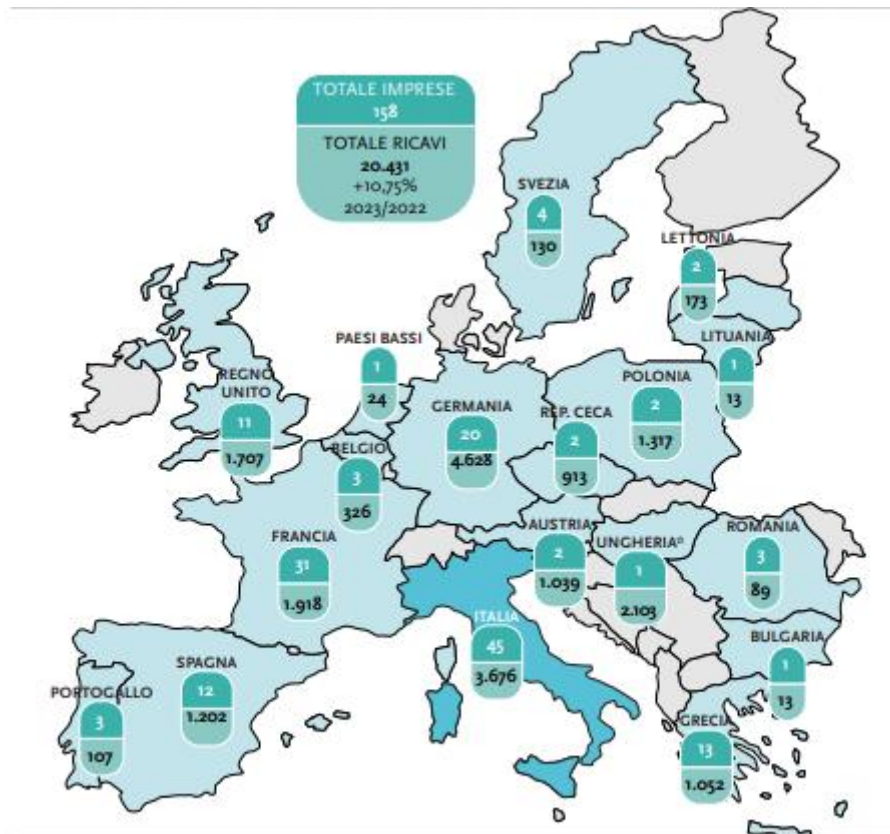 TOTALE IMPRESE
158
TOTALE RICAVI
20.431
+10,75%
2023/2022
SVEZIA
4
130
LETTONIA
2
173
LITUANIA
1
13
PAESI BASSI
1
24
REGNO
UNITO
11
1.707
GERMANIA
20
4.628
POLONIA
2
1.317
REP. CECA
2
913
BELGIO
3
326
FRANCIA
31
1.918
AUSTRIA
2
1.039
UNGHERIA*
1
2.103
ROMANIA
3
89
ITALIA
45
3.676
BULGARIA
1
13
SPAGNA
12
1.202
PORTOGALLO
3
107
GRECIA
13
1.052